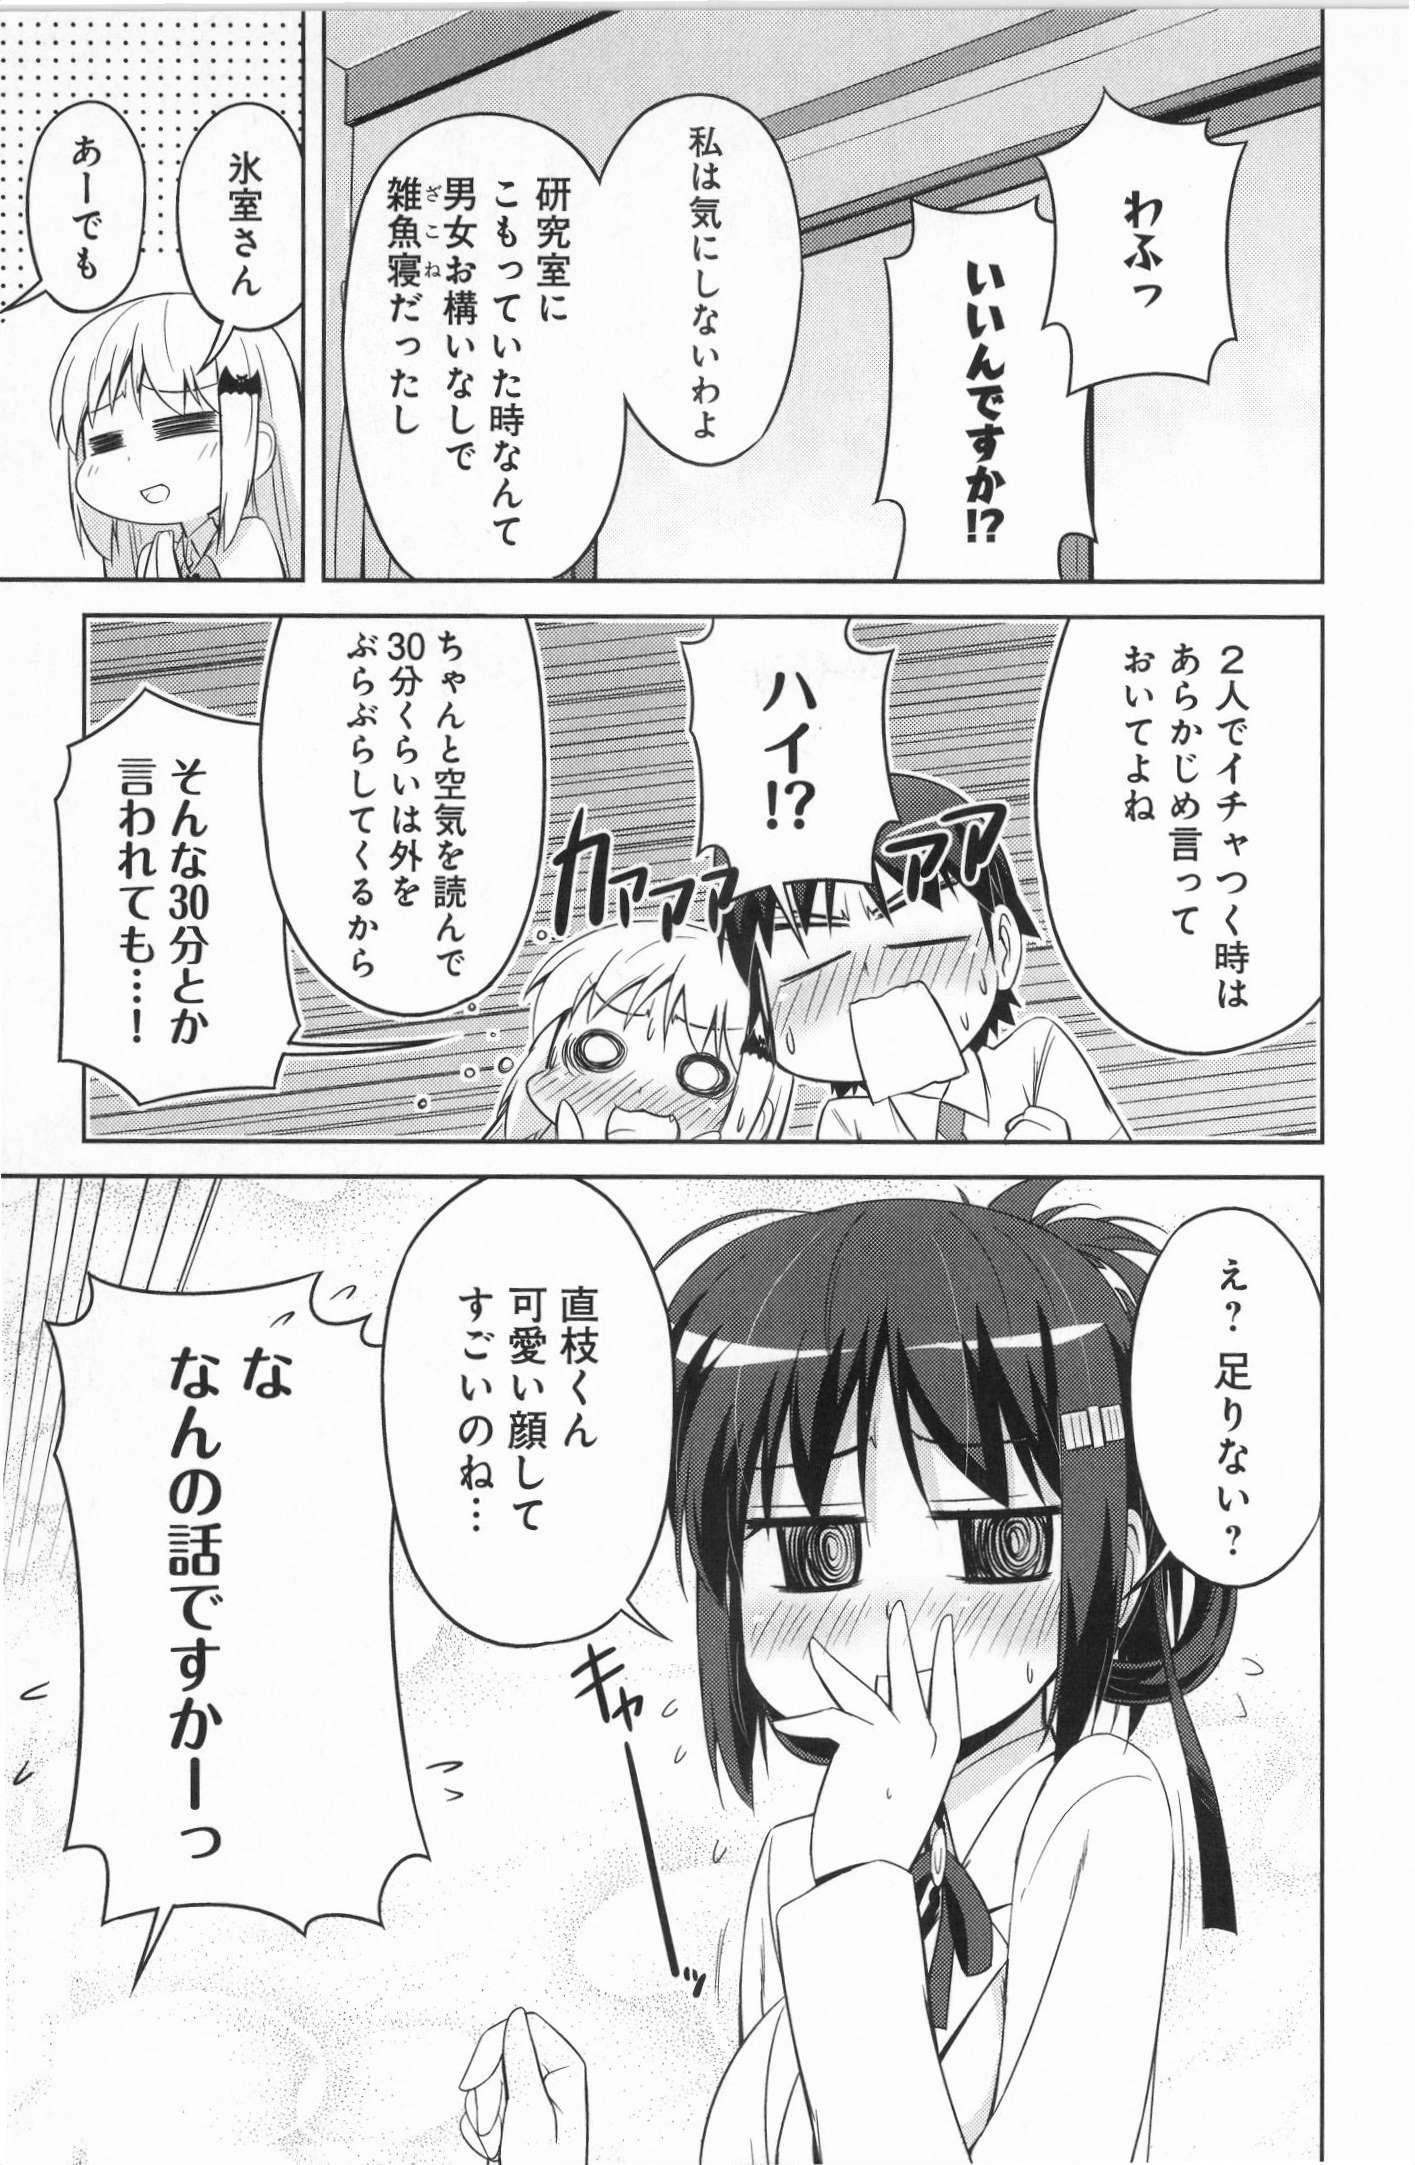 わふっ
いいんですか!?
私は気にしないわよ
研究室に
こもっていた時なんて
男女お構いなしで
雑魚寝だったし
ざこね
氷室さん
あーでも
2人でイチャつく時は
あらかじめ言って
おいてよね
ハイ!?
ちゃんと空気を読んで
30分くらいは外を
ぶらぶらしてくるから
そんな30分とか
言われても…!
カァァァァ
え？足りない？
直枝くん
可愛い顔して
すごいのね…
キャーッ
な
なんの話ですかーっ